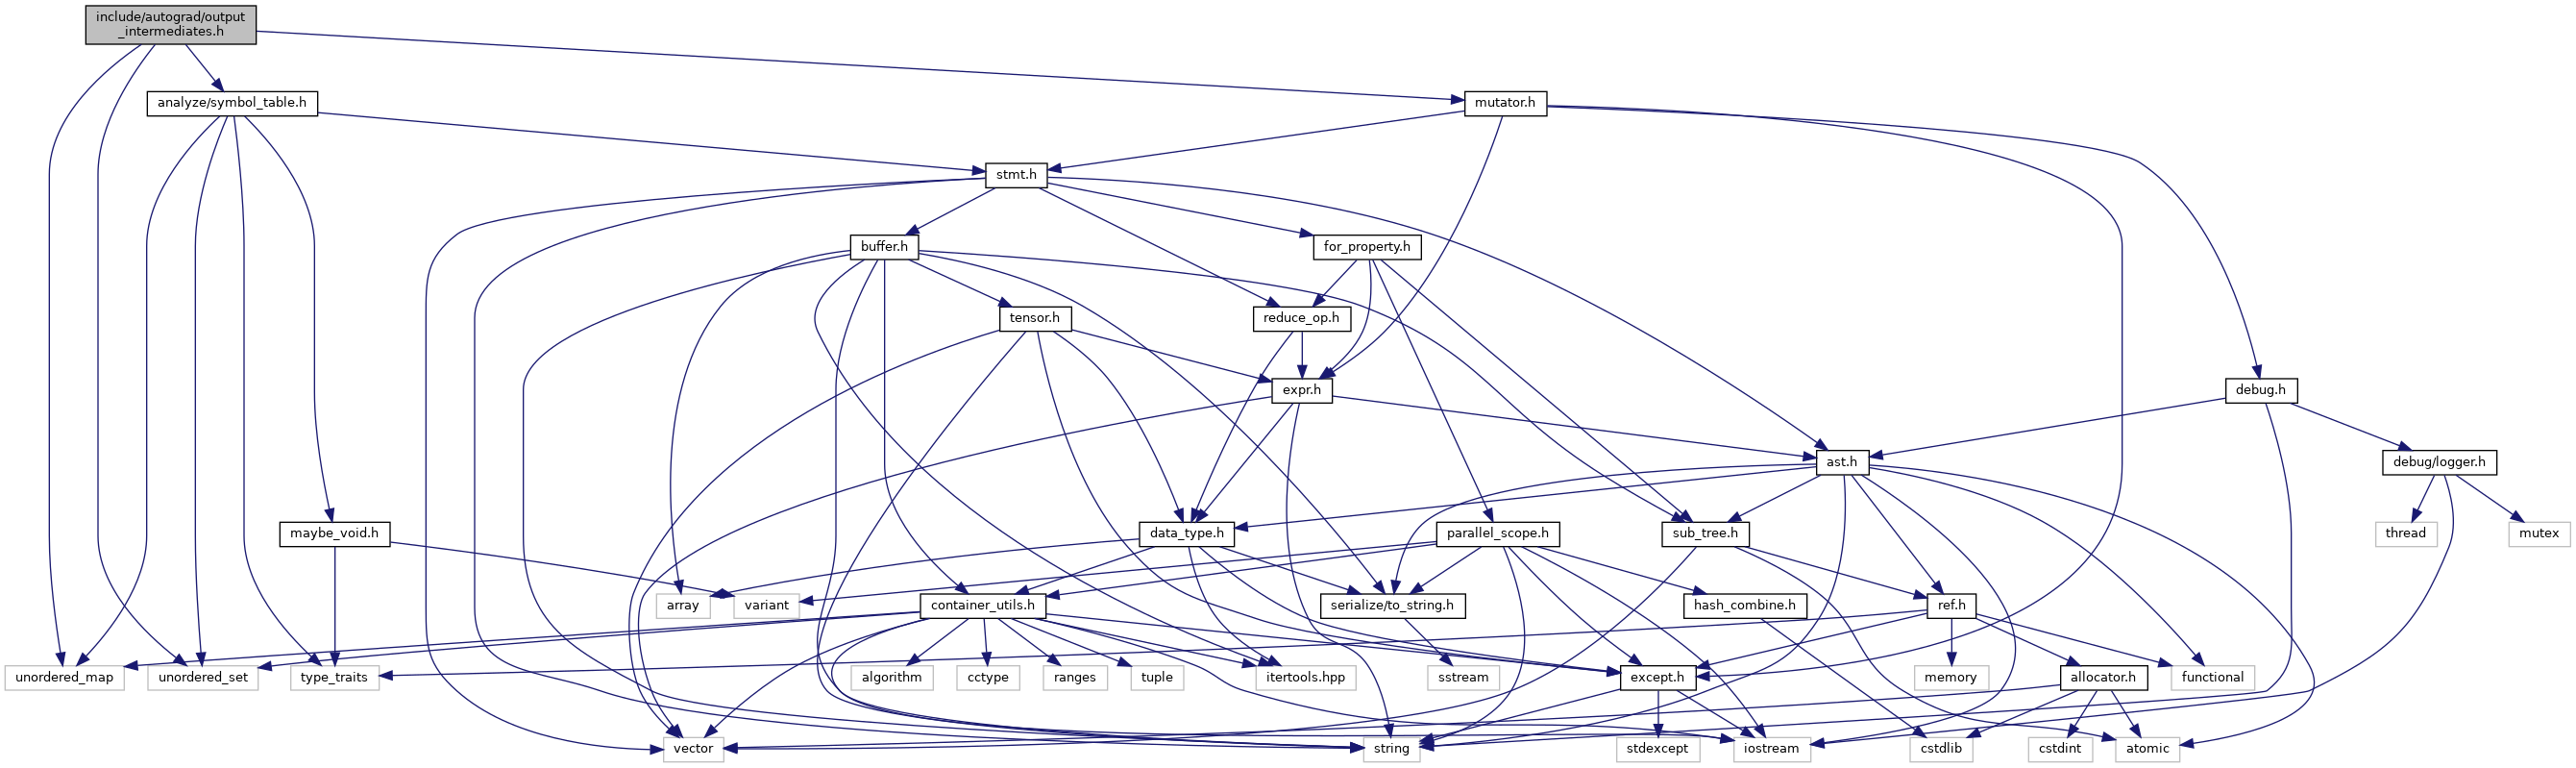 include/autograd/output
_intermediates.h
analyze/symbol_table.h
mutator.h
stmt.h
buffer.h
for_property.h
tensor.h
reduce_op.h
expr.h
debug.h
ast.h
debug/logger.h
maybe_void.h
data_type.h
parallel_scope.h
sub_tree.h
thread
mutex
array
variant
container_utils.h
serialize/to_string.h
hash_combine.h
ref.h
unordered_map
unordered_set
type_traits
algorithm
cctype
ranges
tuple
itertools.hpp
sstream
except.h
memory
allocator.h
functional
vector
string
stdexcept
iostream
cstdlib
cstdint
atomic